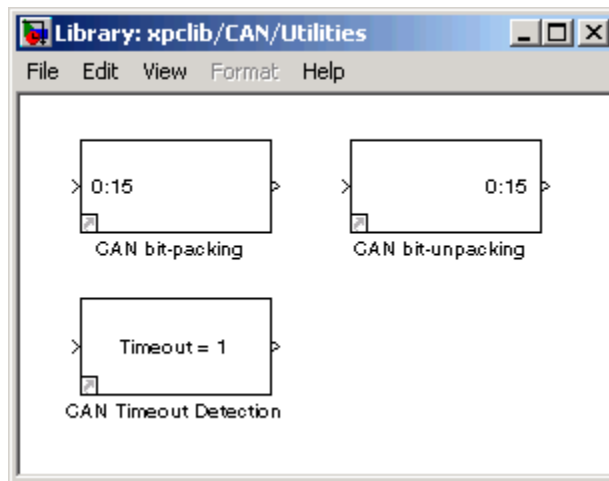 Library: xpclib/CAN/Utilities
File Edit View Format Help
0:15 0:15
CAN bit-packing CAN bit-unpacking
Timeout = 1
CAN Timeout Detection